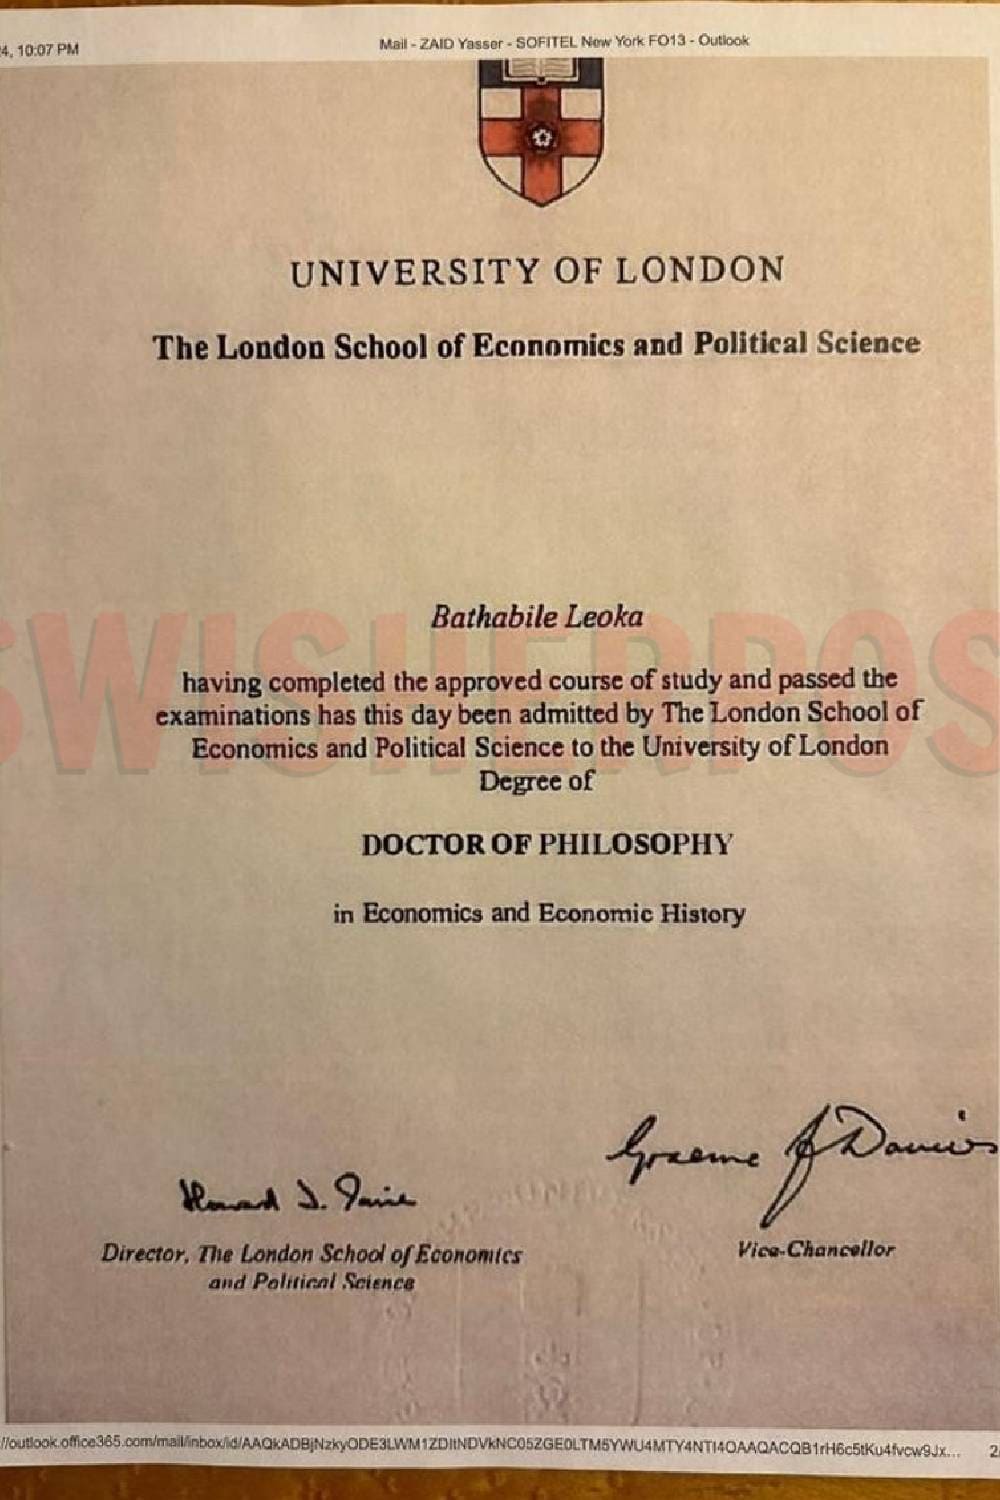 4, 10:07 PM
Mail - ZAID Yasser - SOFITEL New York FO13 - Outlook
UNIVERSITY OF LONDON
The London School of Economics and Political Science
Bathabile Leoka
SWISHERPOS
having completed the approved course of study and passed the
examinations has this day been admitted by The London School of
Economics and Political Science to the University of London
Degree of
DOCTOR OF PHILOSOPHY
in Economics and Economic History
Graeme J Davies
Director, The London School of Economics
and Political Science
Vice-Chancellor